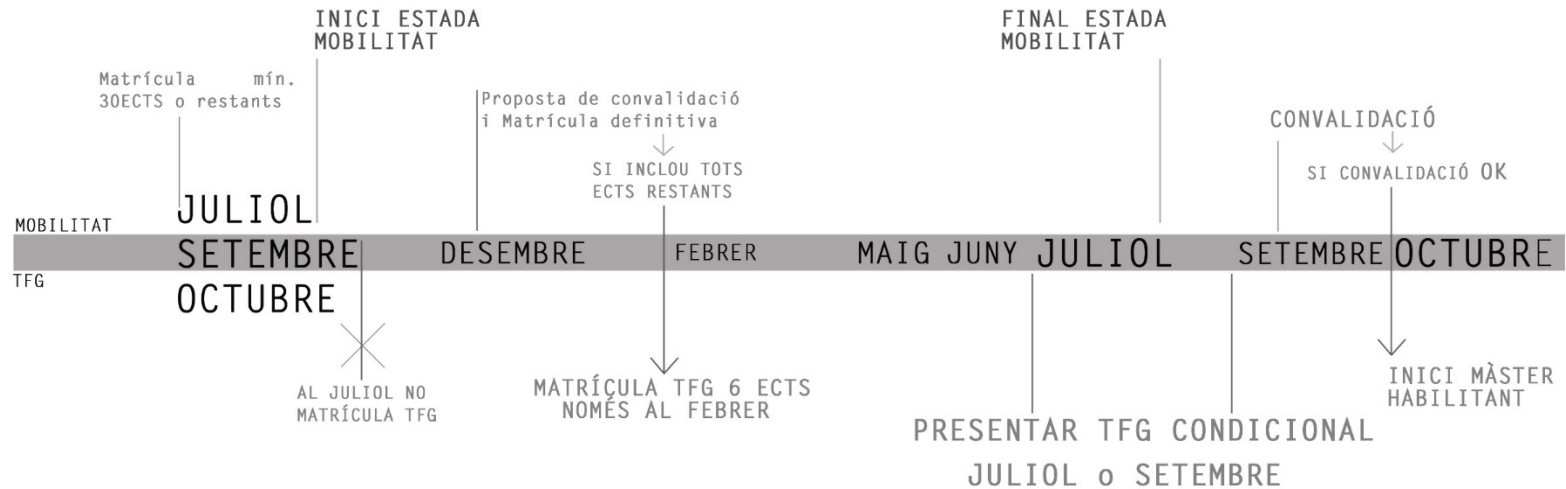 INICI ESTADA
MOBILITAT
FINAL ESTADA
MOBILITAT
Matrícula mín.
30ECTS o restants
Proposta de convalidació
i Matrícula definitiva
SI INCLOU TOTS
ECTS RESTANTS
CONVALIDACIÓ
SI CONVALIDACIÓ OK
MOBILITAT
JULIOL
SETEMBRE DESEMBRE FEBRER MAIG JUNY JULIOL SETEMBRE OCTUBRE
TFG
OCTUBRE
AL JULIOL NO
MATRÍCULA TFG
MATRÍCULA TFG 6 ECTS
NOMÉS AL FEBRER
INICI MÀSTER
HABILITANT
PRESENTAR TFG CONDICIONAL
JULIOL o SETEMBRE